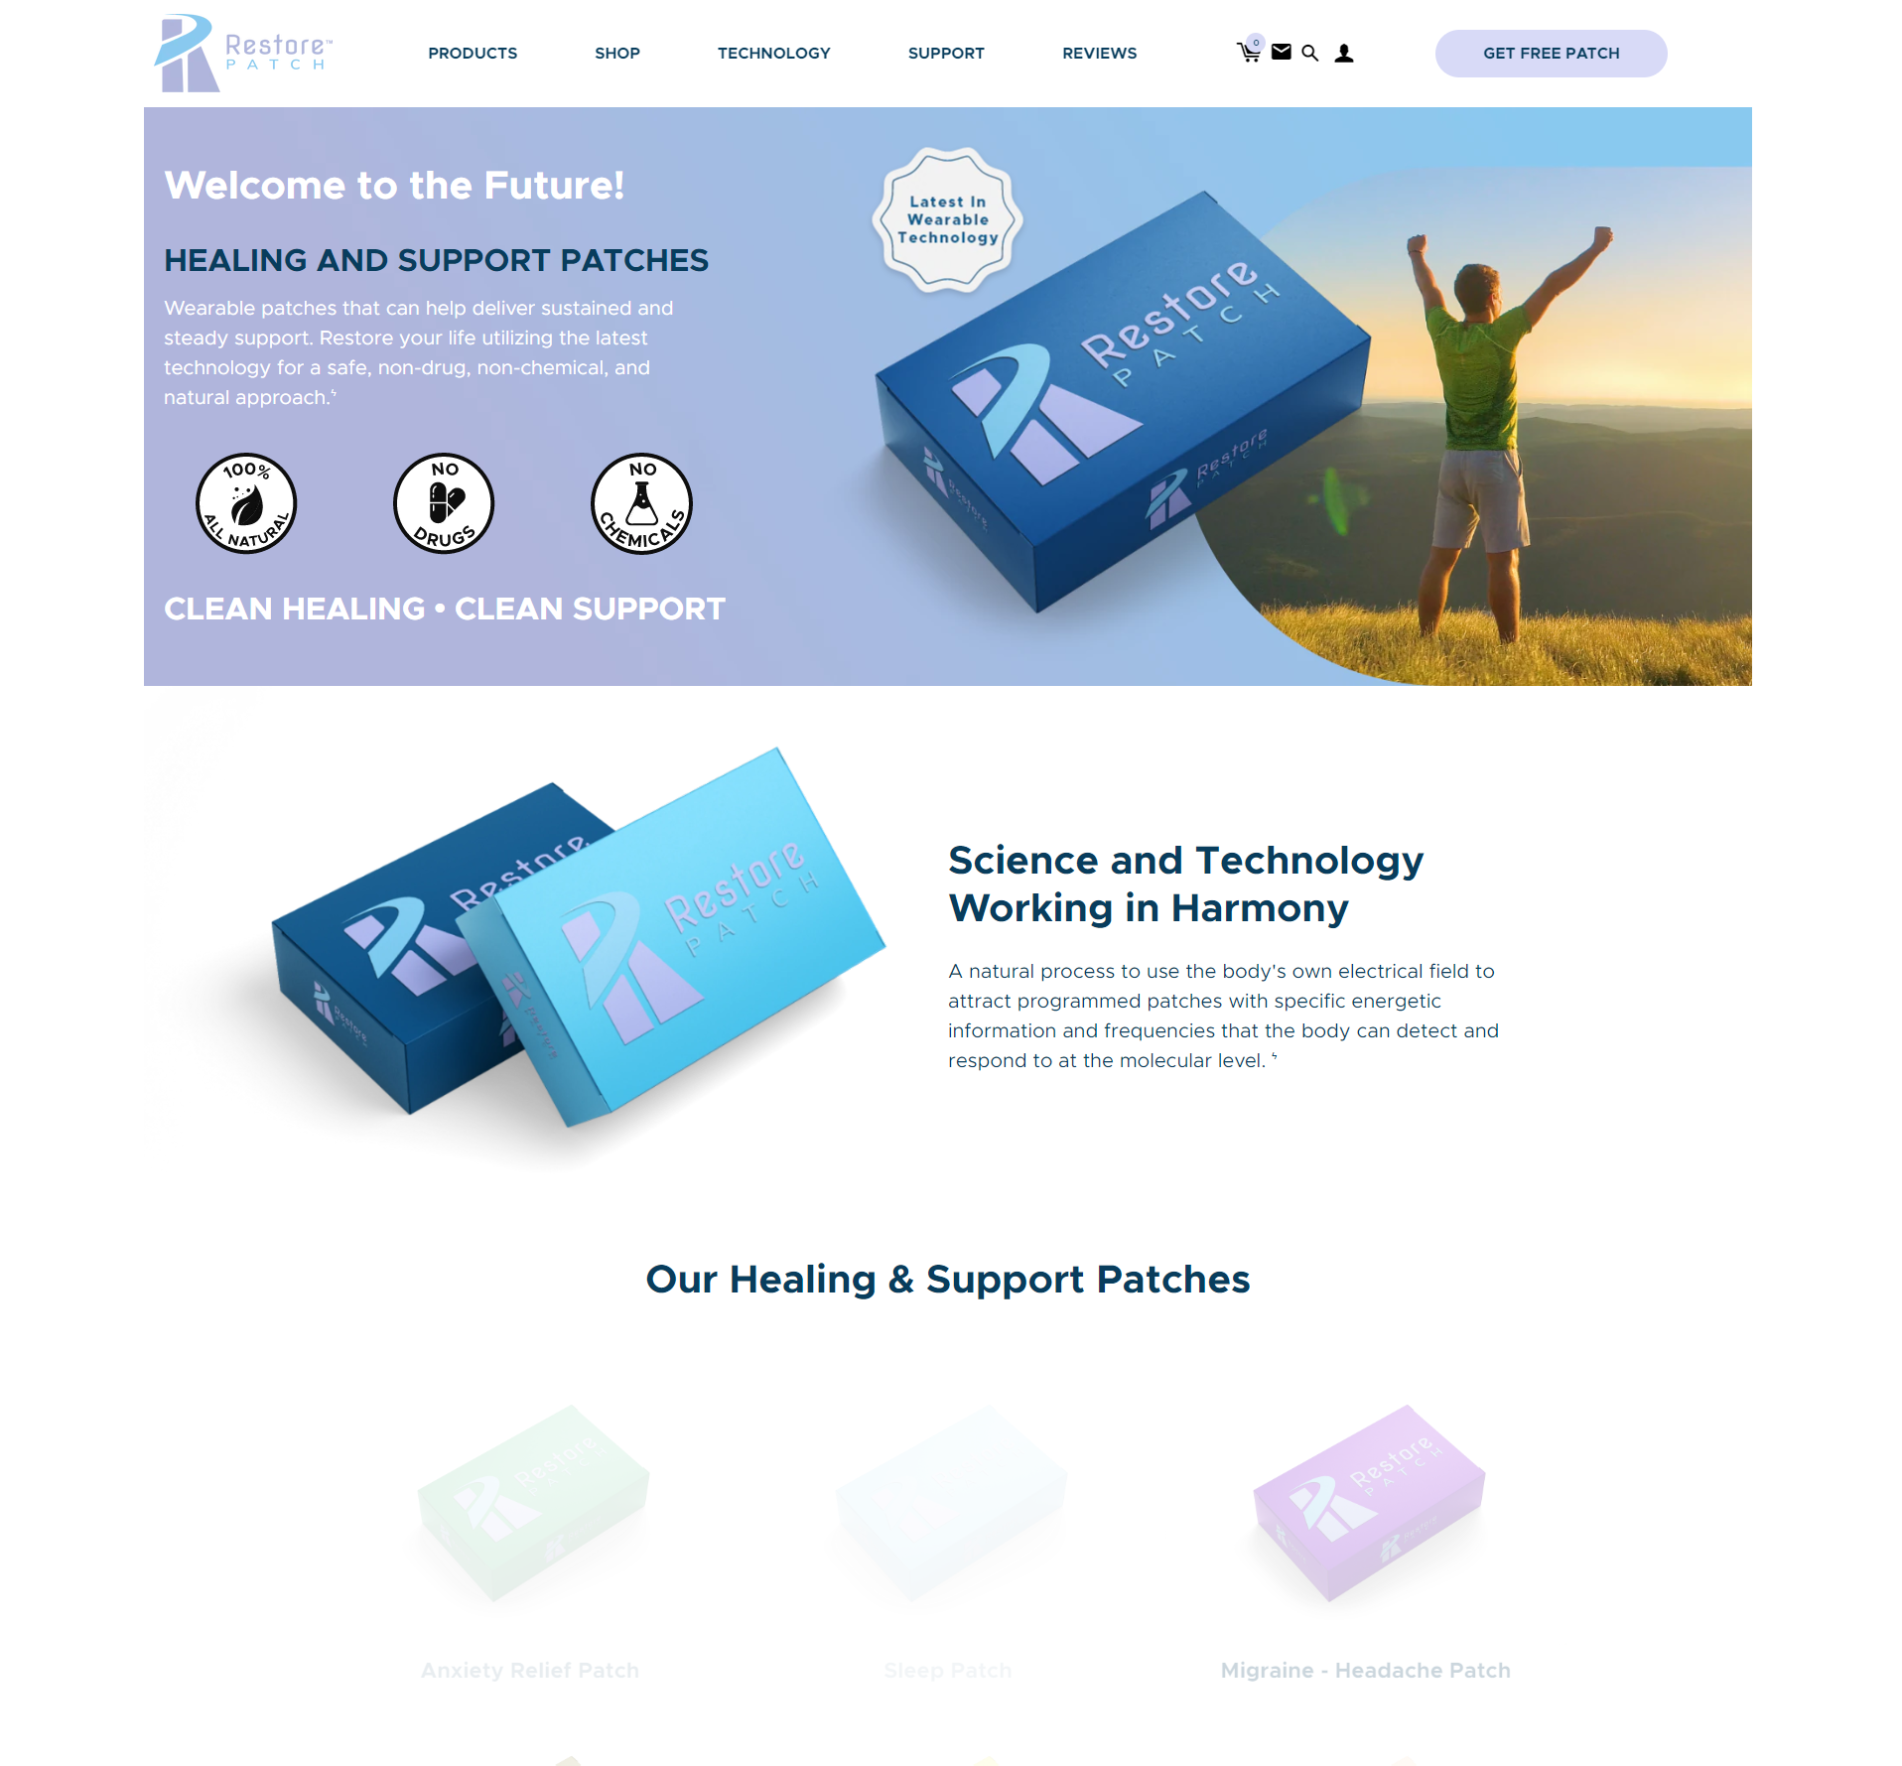 Restore™
PATCH
PRODUCTS
SHOP
TECHNOLOGY
SUPPORT
REVIEWS
0
GET FREE PATCH
Welcome to the Future!
HEALING AND SUPPORT PATCHES
Wearable patches that can help deliver sustained and
steady support. Restore your life utilizing the latest
technology for a safe, non-drug, non-chemical, and
natural approach.ϟ
100%
ALL NATURAL
NO
DRUGS
NO
CHEMICALS
CLEAN HEALING • CLEAN SUPPORT
Latest In
Wearable
Technology
Restore
PATCH
Restore
PATCH
Restore
Restore
Restore
PATCH
Restore
Science and Technology
Working in Harmony
A natural process to use the body's own electrical field to
attract programmed patches with specific energetic
information and frequencies that the body can detect and
respond to at the molecular level. ϟ
Our Healing & Support Patches
Restore
Restore
PATCH
Restore
Anxiety Relief Patch
Sleep Patch
Migraine - Headache Patch